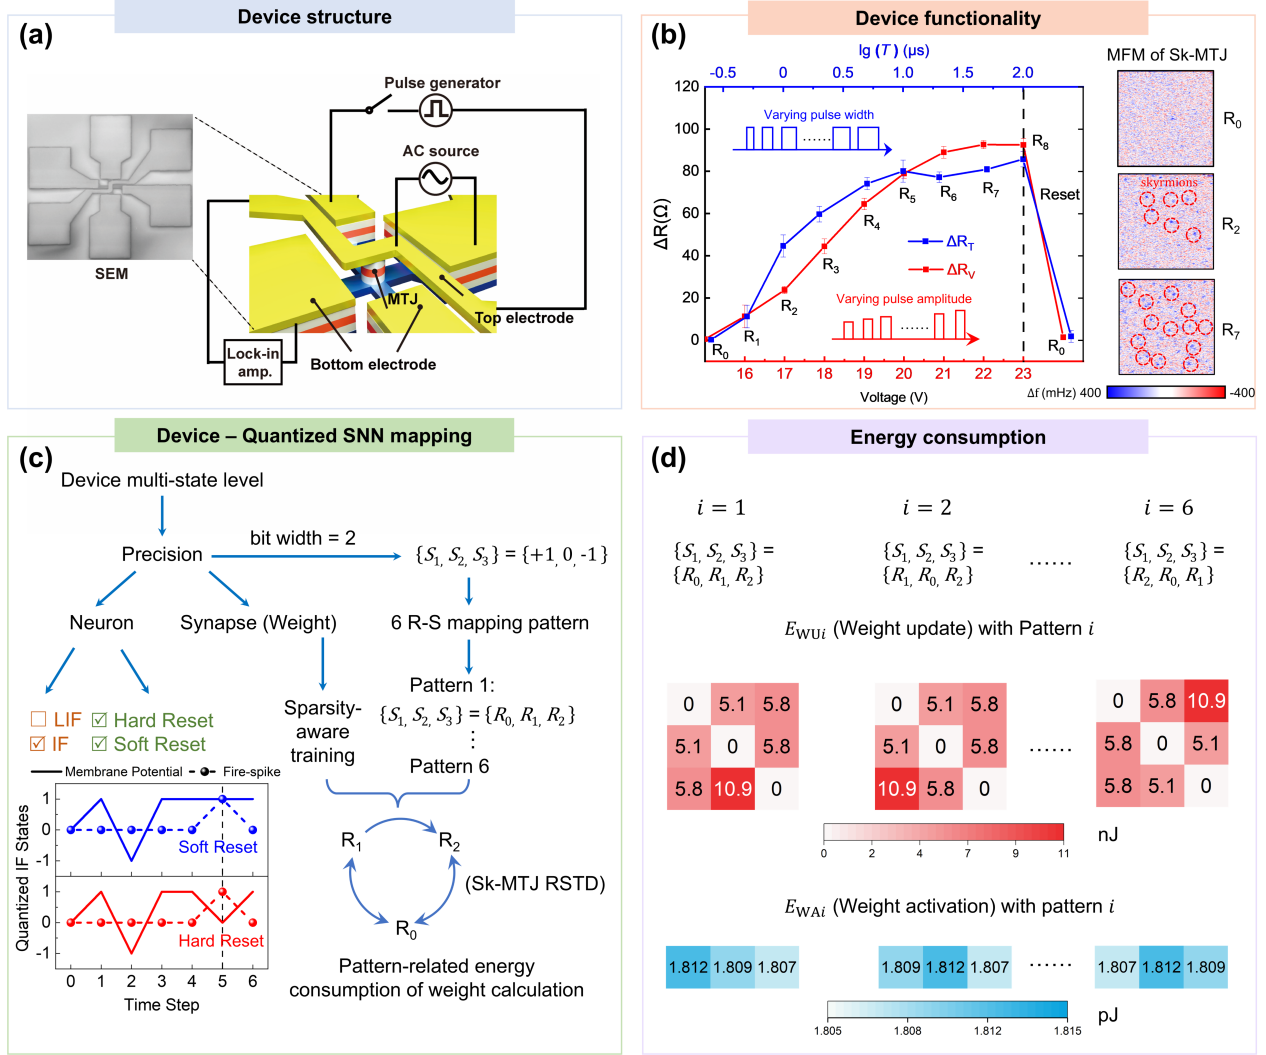 Device structure
(a)
Pulse generator
AC source
SEM
MTJ
Top electrode
Lock-in
amp.
Bottom electrode
Device functionality
(b)
lg (T) (μs)
-0.5 0 0.5 1.0 1.5 2.0
MFM of Sk-MTJ
120
100
80
60
40
20
0
ΔR(Ω)
Varying pulse width
......
R0
R1
R2
R3
R4
R5
R6
R7
R8
Reset
R0
ΔRT
ΔRV
Varying pulse amplitude
......
16 17 18 19 20 21 22 23
Voltage (V)
R0
skyrmions
R2
R7
Δf (mHz) 400 -400
Device – Quantized SNN mapping
(c)
Device multi-state level
Precision
bit width = 2
{S1, S2, S3} = {+1, 0, -1}
Neuron
Synapse (Weight)
6 R-S mapping pattern
☐ LIF ☑ Hard Reset
☑ IF ☑ Soft Reset
Sparsity-
aware
training
Pattern 1:
{S1, S2, S3} = {R0, R1, R2}
⋮
Pattern 6
Membrane Potential Fire-spike
1
0
-1
Soft Reset
1
0
-1
Hard Reset
Quantized IF States
0 1 2 3 4 5 6
Time Step
R1 R2
(Sk-MTJ RSTD)
R0
Pattern-related energy
consumption of weight calculation
Energy consumption
(d)
i = 1 i = 2 i = 6
{S1, S2, S3} = {S1, S2, S3} = {S1, S2, S3} =
{R0, R1, R2} {R1, R0, R2} ...... {R2, R0, R1}
EWUi (Weight update) with Pattern i
0 5.1 5.8 0 5.1 5.8 0 5.8 10.9
5.1 0 5.8 5.1 0 5.8 ...... 5.8 0 5.1
5.8 10.9 0 10.9 5.8 0 5.8 5.1 0
nJ
0 2 4 7 9 11
EWAi (Weight activation) with pattern i
1.812 1.809 1.807 1.809 1.812 1.807 ...... 1.807 1.812 1.809
pJ
1.805 1.808 1.812 1.815